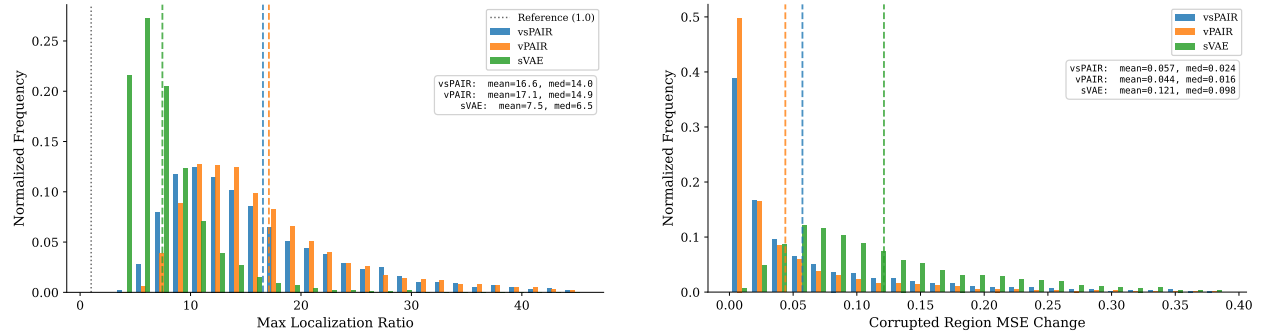 Normalized Frequency
0.25
0.20
0.15
0.10
0.05
0.00
0
10
20
30
40
Max Localization Ratio
Reference (1.0)
vsPAIR
vPAIR
sVAE
vsPAIR: mean=16.6, med=14.0
vPAIR: mean=17.1, med=14.9
sVAE: mean=7.5, med=6.5
Normalized Frequency
0.5
0.4
0.3
0.2
0.1
0.0
0.00
0.05
0.10
0.15
0.20
0.25
0.30
0.35
0.40
Corrupted Region MSE Change
vsPAIR
vPAIR
sVAE
vsPAIR: mean=0.057, med=0.024
vPAIR: mean=0.044, med=0.016
sVAE: mean=0.121, med=0.098